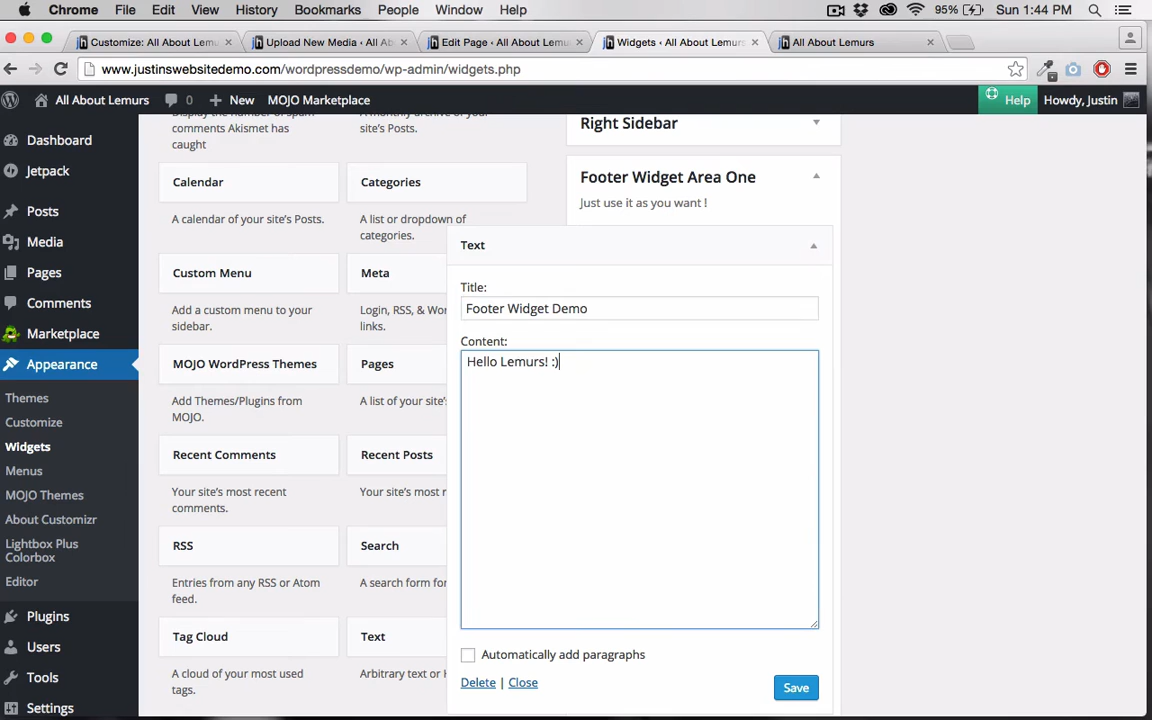 Chrome File Edit View History Bookmarks People Window Help 95% Sun 1:44 PM
Customize: All About Lemu Upload New Media ‹ All Ab Edit Page ‹ All About Lemu Widgets ‹ All About Lemurs All About Lemurs
www.justinswebsitedemo.com/wordpressdemo/wp-admin/widgets.php
All About Lemurs 0 New MOJO Marketplace Help Howdy, Justin
Dashboard
Jetpack
Posts
Media
Pages
Comments
Marketplace
Appearance
Themes
Customize
Widgets
Menus
MOJO Themes
About Customizr
Lightbox Plus
Colorbox
Editor
Plugins
Users
Tools
Settings
Display the number of spam
comments Akismet has
caught
A monthly archive of your
site's Posts.
Calendar
A calendar of your site's Posts.
Categories
A list or dropdown of
categories.
Custom Menu
Add a custom menu to your
sidebar.
Meta
Login, RSS, & Wor
links.
MOJO WordPress Themes
Add Themes/Plugins from
MOJO.
Pages
A list of your site's
Recent Comments
Your site's most recent
comments.
Recent Posts
Your site's most r
RSS
Entries from any RSS or Atom
feed.
Search
A search form for
Tag Cloud
A cloud of your most used
tags.
Text
Arbitrary text or H
Right Sidebar
Footer Widget Area One
Just use it as you want !
Text
Title:
Footer Widget Demo
Content:
Hello Lemurs! :)
Automatically add paragraphs
Delete | Close
Save